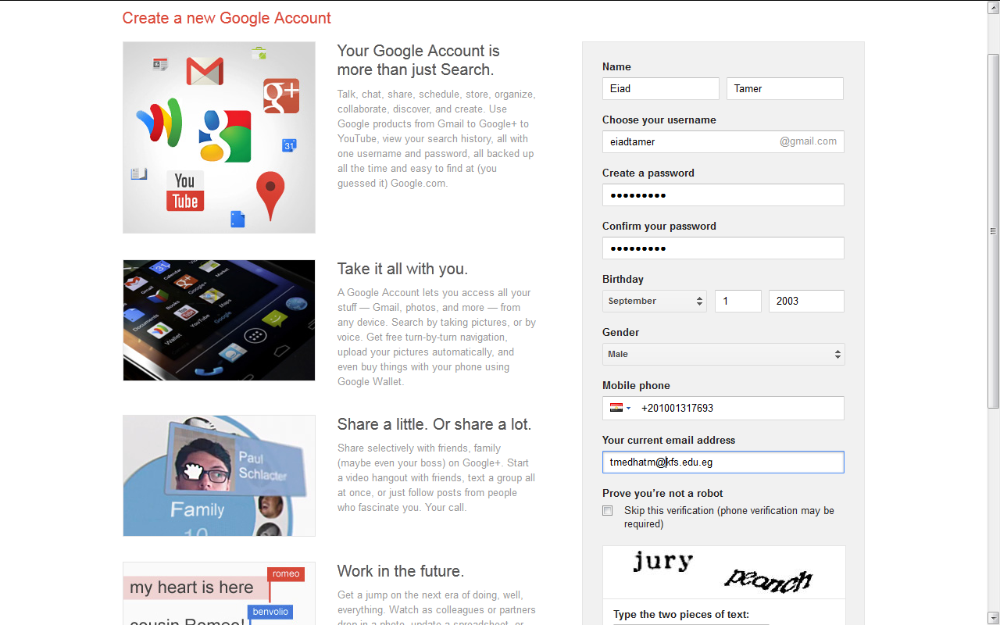 Create a new Google Account
Your Google Account is
more than just Search.
Talk, chat, share, schedule, store, organize,
collaborate, discover, and create. Use
Google products from Gmail to Google+ to
YouTube, view your search history, all with
one username and password, all backed up
all the time and easy to find at (you
guessed it) Google.com.
g+
g
31
You
Tube
Take it all with you.
A Google Account lets you access all your
stuff — Gmail, photos, and more — from
any device. Search by taking pictures, or by
voice. Get free turn-by-turn navigation,
upload your pictures automatically, and
even buy things with your phone using
Google Wallet.
31
Calendar
Market
Gmail
Google+
Maps
Documents
Books
YouTube
Google
Wallet
Share a little. Or share a lot.
Share selectively with friends, family
(maybe even your boss) on Google+. Start
a video hangout with friends, text a group all
at once, or just follow posts from people
who fascinate you. Your call.
Paul
Schlacter
Family
10
Work in the future.
Get a jump on the next era of doing, well,
everything. Watch as colleagues or partners
drop in a photo, update a spreadsheet, or
romeo
my heart is here
benvolio
cousin Romeo!
Name
Eiad Tamer
Choose your username
eiadtamer @gmail.com
Create a password
•••••••••
Confirm your password
•••••••••
Birthday
September 1 2003
Gender
Male
Mobile phone
+201001317693
Your current email address
tmedhatm@kfs.edu.eg
Prove you’re not a robot
Skip this verification (phone verification may be
required)
jury
Type the two pieces of text: